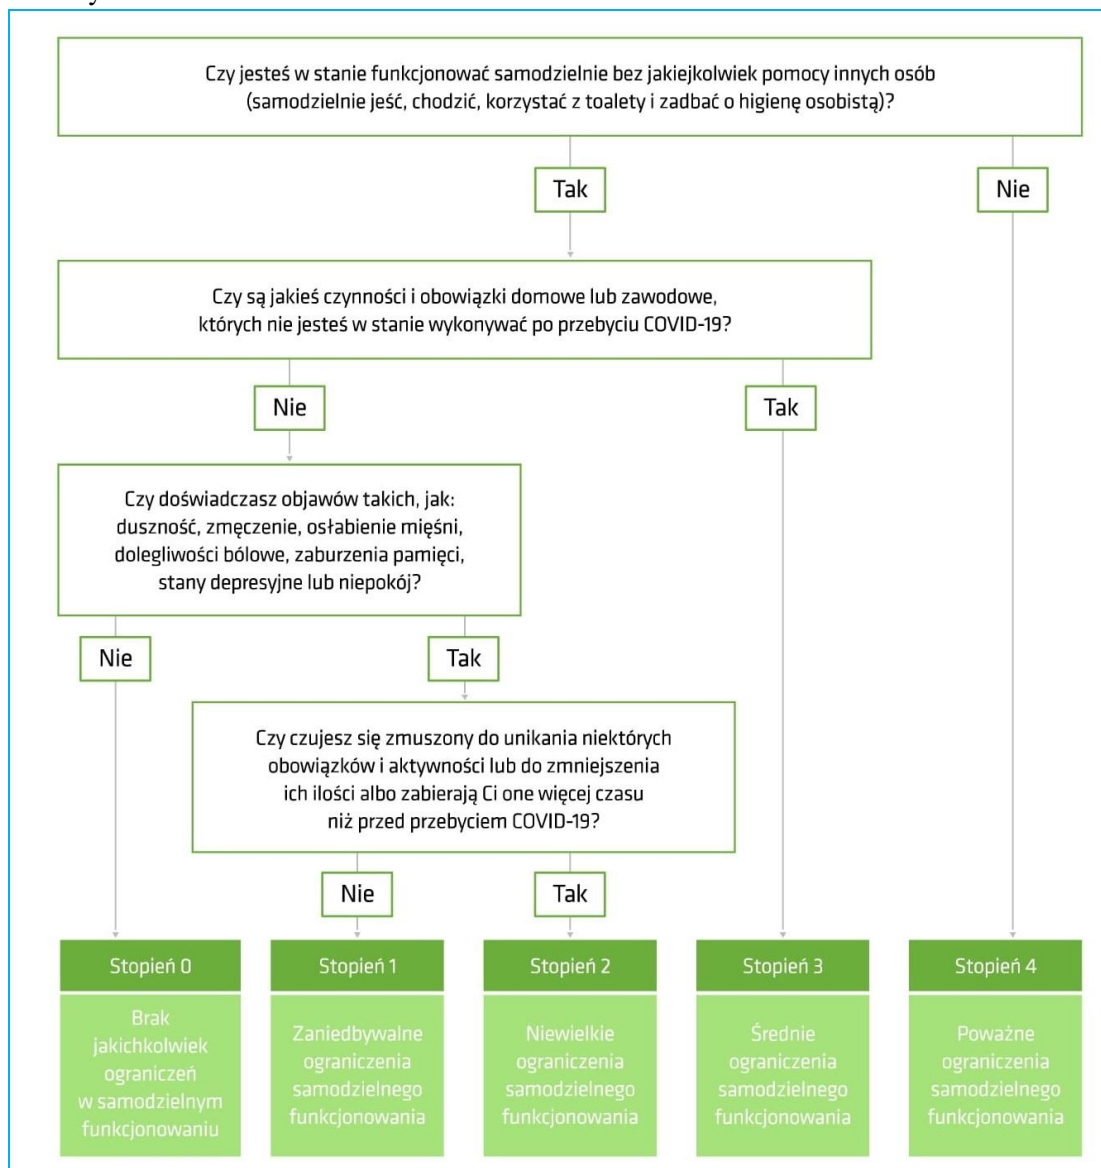 Czy jesteś w stanie funkcjonować samodzielnie bez jakiejkolwiek pomocy innych osób
(samodzielnie jeść, chodzić, korzystać z toalety i zadbać o higienę osobistą)?
Tak
Nie
Czy są jakieś czynności i obowiązki domowe lub zawodowe,
których nie jesteś w stanie wykonywać po przebyciu COVID-19?
Nie
Tak
Czy doświadczasz objawów takich, jak:
duszność, zmęczenie, osłabienie mięśni,
dolegliwości bólowe, zaburzenia pamięci,
stany depresyjne lub niepokój?
Nie
Tak
Czy czujesz się zmuszony do unikania niektórych
obowiązków i aktywności lub do zmniejszenia
ich ilości albo zabierają Ci one więcej czasu
niż przed przebyciem COVID-19?
Nie
Tak
Stopień 0
Brak
jakichkolwiek
ograniczeń
w samodzielnym
funkcjonowaniu
Stopień 1
Zaniedbywalne
ograniczenia
samodzielnego
funkcjonowania
Stopień 2
Niewielkie
ograniczenia
samodzielnego
funkcjonowania
Stopień 3
Średnie
ograniczenia
samodzielnego
funkcjonowania
Stopień 4
Poważne
ograniczenia
samodzielnego
funkcjonowania